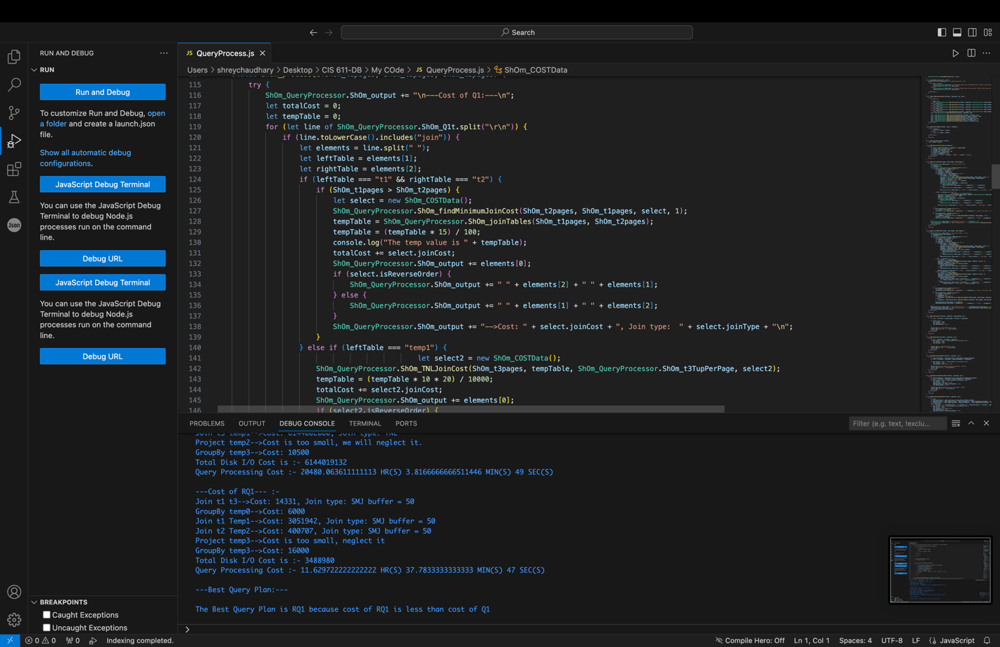 Search
RUN AND DEBUG
RUN
Run and Debug
To customize Run and Debug, open
a folder and create a launch.json
file.
Show all automatic debug
configurations.
JavaScript Debug Terminal
You can use the JavaScript Debug
Terminal to debug Node.js
processes run on the command
line.
Debug URL
JavaScript Debug Terminal
You can use the JavaScript Debug
Terminal to debug Node.js
processes run on the command
line.
Debug URL
Json
BREAKPOINTS
Caught Exceptions
Uncaught Exceptions
JS QueryProcess.js
Users > shreychaudhary > Desktop > CIS 611-DB > My COde > JS QueryProcess.js > ShOm_COSTData
115 try {
116 ShOm_QueryProcessor.ShOm_output += "\n---Cost of Q1:---\n";
117 let totalCost = 0;
118 let tempTable = 0;
119 for (let line of ShOm_QueryProcessor.ShOm_Q1t.split("\r\n")) {
120 if (line.toLowerCase().includes("join")) {
121 let elements = line.split(" ");
122 let leftTable = elements[1];
123 let rightTable = elements[2];
124 if (leftTable === "t1" && rightTable === "t2") {
125 if (ShOm_t1pages > ShOm_t2pages) {
126 let select = new ShOm_COSTData();
127 ShOm_QueryProcessor.ShOm_findMinimumJoinCost(ShOm_t2pages, ShOm_t1pages, select, 1);
128 tempTable = ShOm_QueryProcessor.ShOm_joinTables(ShOm_t1pages, ShOm_t2pages);
129 tempTable = (tempTable * 15) / 100;
130 console.log("The temp value is " + tempTable);
131 totalCost += select.joinCost;
132 ShOm_QueryProcessor.ShOm_output += elements[0];
133 if (select.isReverseOrder) {
134 ShOm_QueryProcessor.ShOm_output += " " + elements[2] + " " + elements[1];
135 } else {
136 ShOm_QueryProcessor.ShOm_output += " " + elements[1] + " " + elements[2];
137 }
138 ShOm_QueryProcessor.ShOm_output += "-->Cost: " + select.joinCost + ", Join type:  " + select.joinType + "\n";
139 }
140 } else if (leftTable === "temp1") {
141 let select2 = new ShOm_COSTData();
142 ShOm_QueryProcessor.ShOm_TNLJoinCost(ShOm_t3pages, tempTable, ShOm_QueryProcessor.ShOm_t3TupPerPage, select2);
143 tempTable = (tempTable * 10 * 20) / 10000;
144 totalCost += select2.joinCost;
145 ShOm_QueryProcessor.ShOm_output += elements[0];
146 if (select2.isReverseOrder) {
PROBLEMS OUTPUT DEBUG CONSOLE TERMINAL PORTS
Filter (e.g. text, !exclu...
Join t3 temp1-->Cost: 6144002000, Join type: TNL
Project temp2-->Cost is too small, we will neglect it.
GroupBy temp3-->Cost: 10500
Total Disk I/O Cost is :- 6144019132
Query Processing Cost :- 20480.063611111113 HR(S) 3.8166666666511446 MIN(S) 49 SEC(S)
---Cost of RQ1--- :-
Join t1 t3-->Cost: 14331, Join type: SMJ buffer = 50
GroupBy temp0-->Cost: 6000
Join t1 Temp1-->Cost: 3051942, Join type: SMJ buffer = 50
Join t2 Temp2-->Cost: 400707, Join type: SMJ buffer = 50
Project temp3-->Cost is too small, neglect it
GroupBy temp3-->Cost: 16000
Total Disk I/O Cost is :- 3488980
Query Processing Cost :- 11.629722222222222 HR(S) 37.7833333333333 MIN(S) 47 SEC(S)
---Best Query Plan:---
The Best Query Plan is RQ1 because cost of RQ1 is less than cost of Q1
0 0 0 Indexing completed.
Compile Hero: Off Ln 1, Col 1 Spaces: 4 UTF-8 LF JavaScript